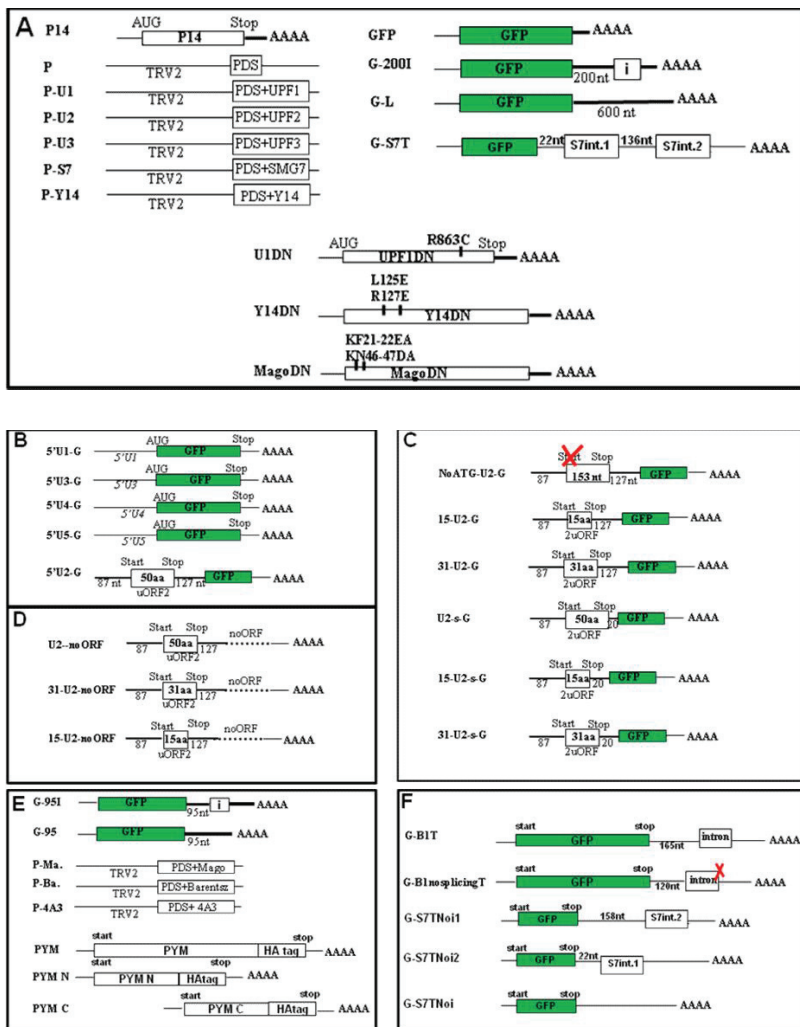 A
P14
AUG Stop
P14 AAAA
P
TRV2 PDS
P-U1
TRV2 PDS+UPF1
P-U2
TRV2 PDS+UPF2
P-U3
TRV2 PDS+UPF3
P-S7
TRV2 PDS+SMG7
P-Y14
TRV2 PDS+Y14
GFP GFP AAAA
G-200I GFP 200nt i AAAA
G-L GFP 600 nt AAAA
G-S7T GFP 22nt S7int.1 136nt S7int.2 AAAA
AUG R863C Stop
U1DN UPF1DN AAAA
L125E
R127E
Y14DN Y14DN AAAA
KF21-22EA
KN46-47DA
MagoDN MagoDN AAAA
B
AUG Stop
5'U1-G 5'U1 GFP AAAA
5'U3-G 5'U3 GFP AAAA
AUG Stop
5'U4-G 5'U4 GFP AAAA
AUG Stop
5'U5-G 5'U5 GFP AAAA
Start Stop
5'U2-G 87 nt 50aa 127 nt GFP AAAA
uORF2
C
Start Stop
NoATG-U2-G 87 153nt 127nt GFP AAAA
Start Stop
15-U2-G 87 15aa 127 GFP AAAA
2uORF
Start Stop
31-U2-G 87 31aa 127 GFP AAAA
2uORF
Start Stop
U2-s-G 87 50aa 20 GFP AAAA
2uORF
Start Stop
15-U2-s-G 87 15aa 20 GFP AAAA
2uORF
Start Stop
31-U2-s-G 87 31aa 20 GFP AAAA
2uORF
D
Start Stop noORF
U2--noORF 87 50aa 127 AAAA
uORF2
Start Stop noORF
31-U2-noORF 87 31aa 127 AAAA
uORF2
Start Stop noORF
15-U2-noORF 87 15aa 127 AAAA
uORF2
E
G-95I GFP 95nt i AAAA
G-95 GFP 95nt AAAA
P-Ma. TRV2 PDS+Mago
P-Ba. TRV2 PDS+Barentsz
P-4A3 TRV2 PDS+ 4A3
start stop
PYM PYM HA tag AAAA
start stop
PYM N PYM N HAtag AAAA
start stop
PYM C PYM C HAtag AAAA
F
start stop
G-B1T GFP 165nt intron AAAA
start stop
G-B1nosplicingT GFP 120nt intron AAAA
start stop
G-S7TNoi1 GFP 158nt S7int.2 AAAA
start stop
G-S7TNoi2 GFP 22nt S7int.1 AAAA
start stop
G-S7TNoi GFP AAAA